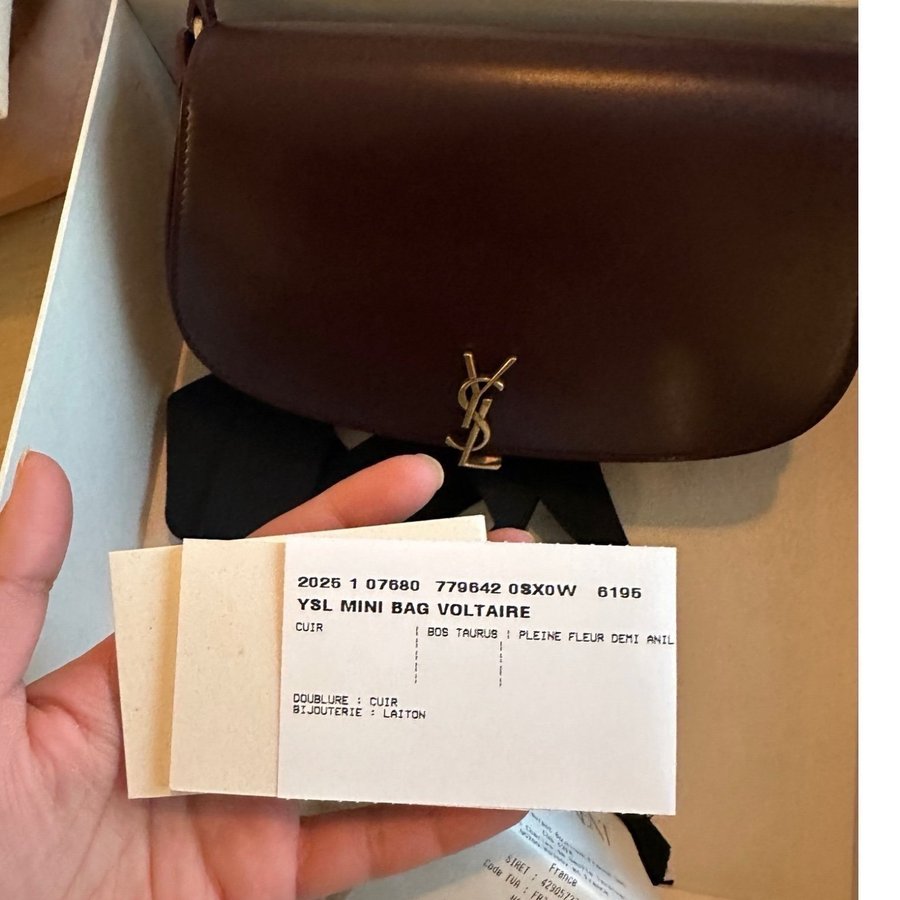 YSL
2025 1 07680 779642 0SX0W 6195
YSL MINI BAG VOLTAIRE
CUIR | BOS TAURUS | PLEINE FLEUR DEMI ANIL
DOUBLURE : CUIR
BIJOUTERIE : LAITON
France
SIRET :
Code TVA :